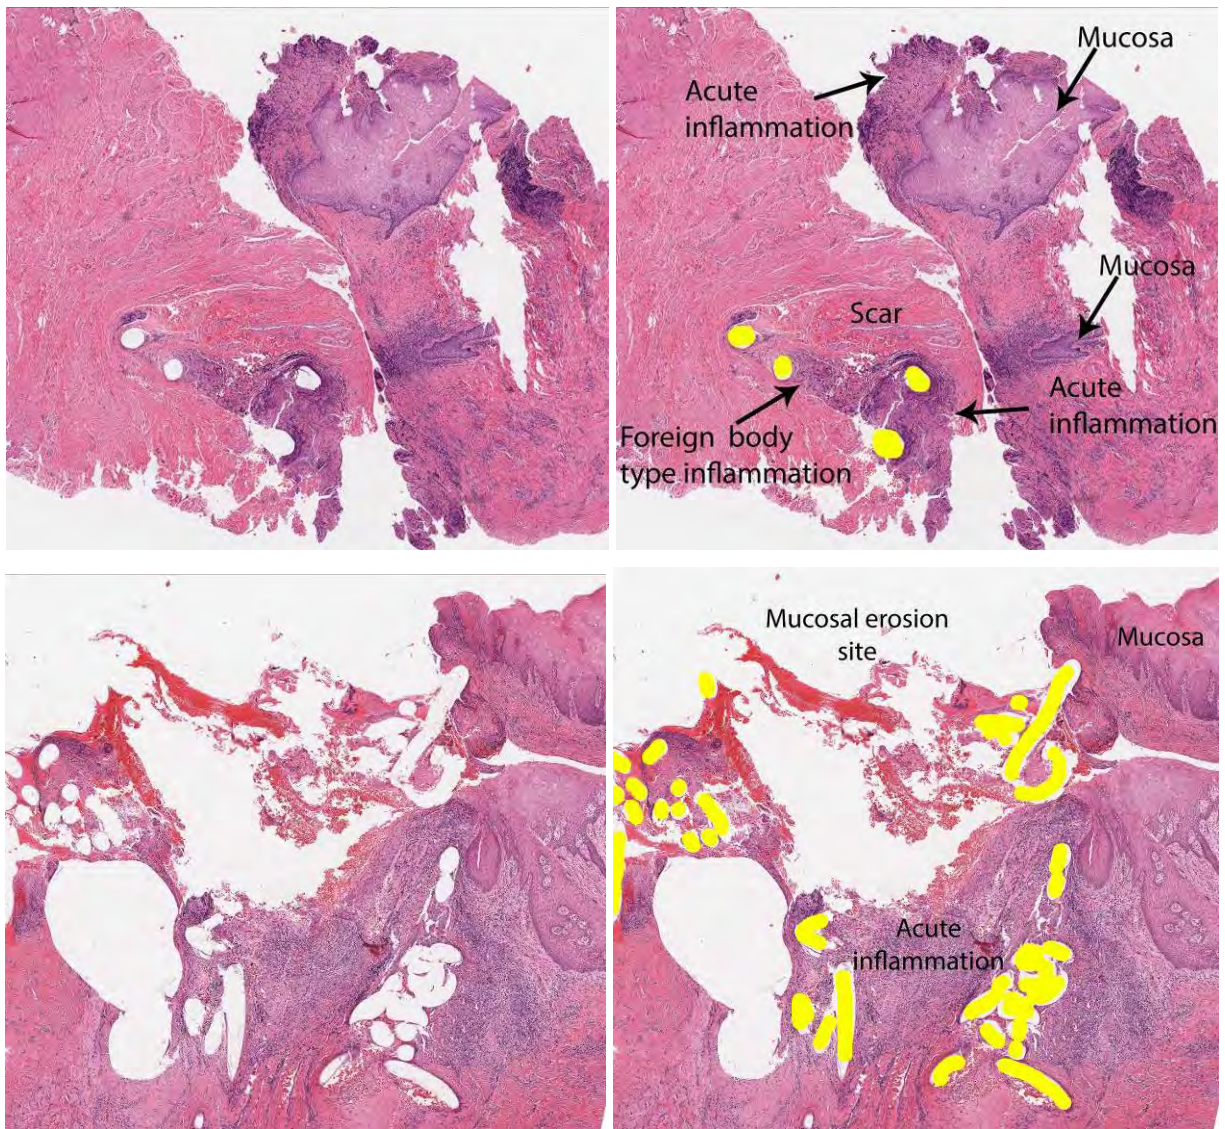 Mucosa
Acute
inflammation
Mucosa
Scar
Acute
inflammation
Foreign body
type inflammation
Mucosal erosion
site
Mucosa
Acute
inflammation